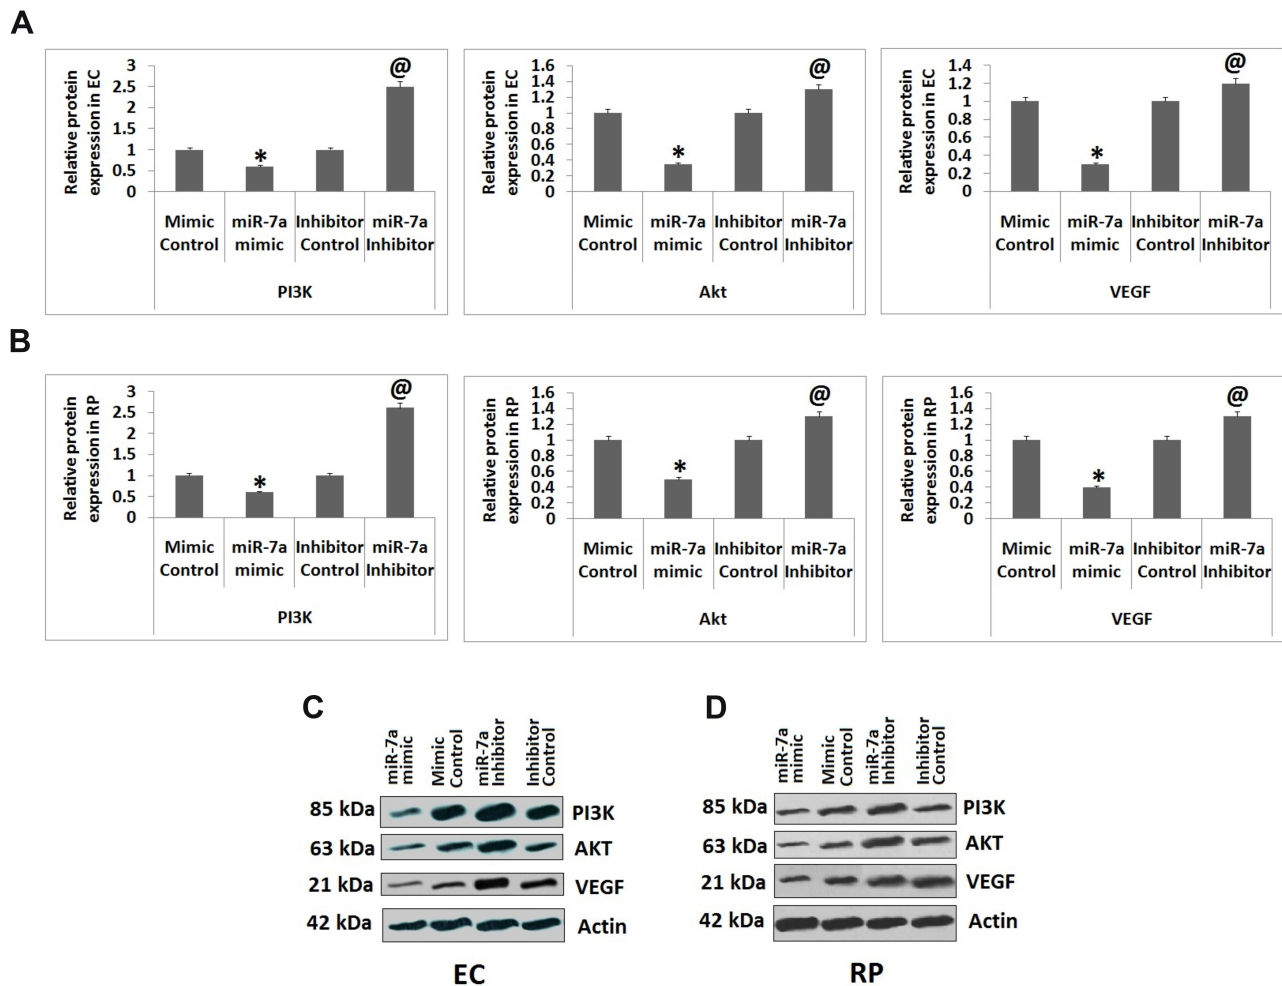 A
Relative protein
expression in EC
3
2.5
2
1.5
1
0.5
0
*
@
Mimic Control
miR-7a mimic
Inhibitor Control
miR-7a Inhibitor
PI3K
Relative protein
expression in EC
1.6
1.4
1.2
1
0.8
0.6
0.4
0.2
0
*
@
Mimic Control
miR-7a mimic
Inhibitor Control
miR-7a Inhibitor
Akt
Relative protein
expression in EC
1.4
1.2
1
0.8
0.6
0.4
0.2
0
*
@
Mimic Control
miR-7a mimic
Inhibitor Control
miR-7a Inhibitor
VEGF
B
Relative protein
expression in RP
3
2.5
2
1.5
1
0.5
0
*
@
Mimic Control
miR-7a mimic
Inhibitor Control
miR-7a Inhibitor
PI3K
Relative protein
expression in RP
1.6
1.4
1.2
1
0.8
0.6
0.4
0.2
0
*
@
Mimic Control
miR-7a mimic
Inhibitor Control
miR-7a Inhibitor
Akt
Relative protein
expression in RP
1.6
1.4
1.2
1
0.8
0.6
0.4
0.2
0
*
@
Mimic Control
miR-7a mimic
Inhibitor Control
miR-7a Inhibitor
VEGF
C
miR-7a mimic
Mimic Control
miR-7a Inhibitor
Inhibitor Control
85 kDa PI3K
63 kDa AKT
21 kDa VEGF
42 kDa Actin
EC
D
miR-7a mimic
Mimic Control
miR-7a Inhibitor
Inhibitor Control
85 kDa PI3K
63 kDa AKT
21 kDa VEGF
42 kDa Actin
RP